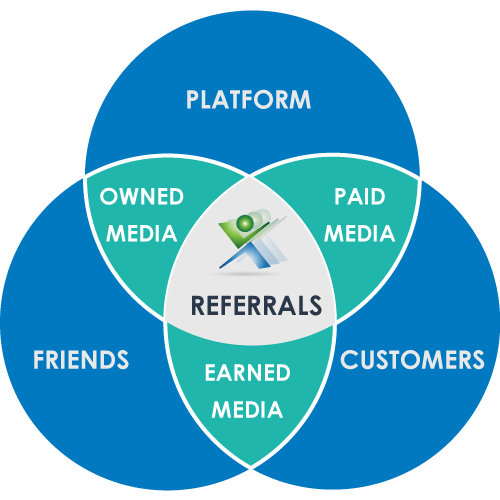 PLATFORM
OWNED
MEDIA
PAID
MEDIA
REFERRALS
FRIENDS
EARNED
MEDIA
CUSTOMERS